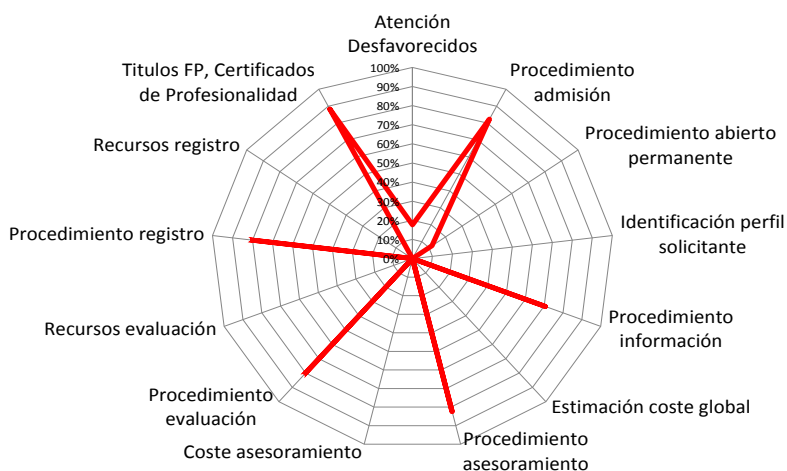 Atención
Desfavorecidos
Procedimiento
admisión
Procedimiento abierto
permanente
Identificación perfil
solicitante
Procedimiento
información
Estimación coste global
Procedimiento
asesoramiento
Coste asesoramiento
Procedimiento
evaluación
Recursos evaluación
Procedimiento registro
Recursos registro
Titulos FP, Certificados
de Profesionalidad
100%
90%
80%
70%
60%
50%
40%
30%
20%
10%
0%